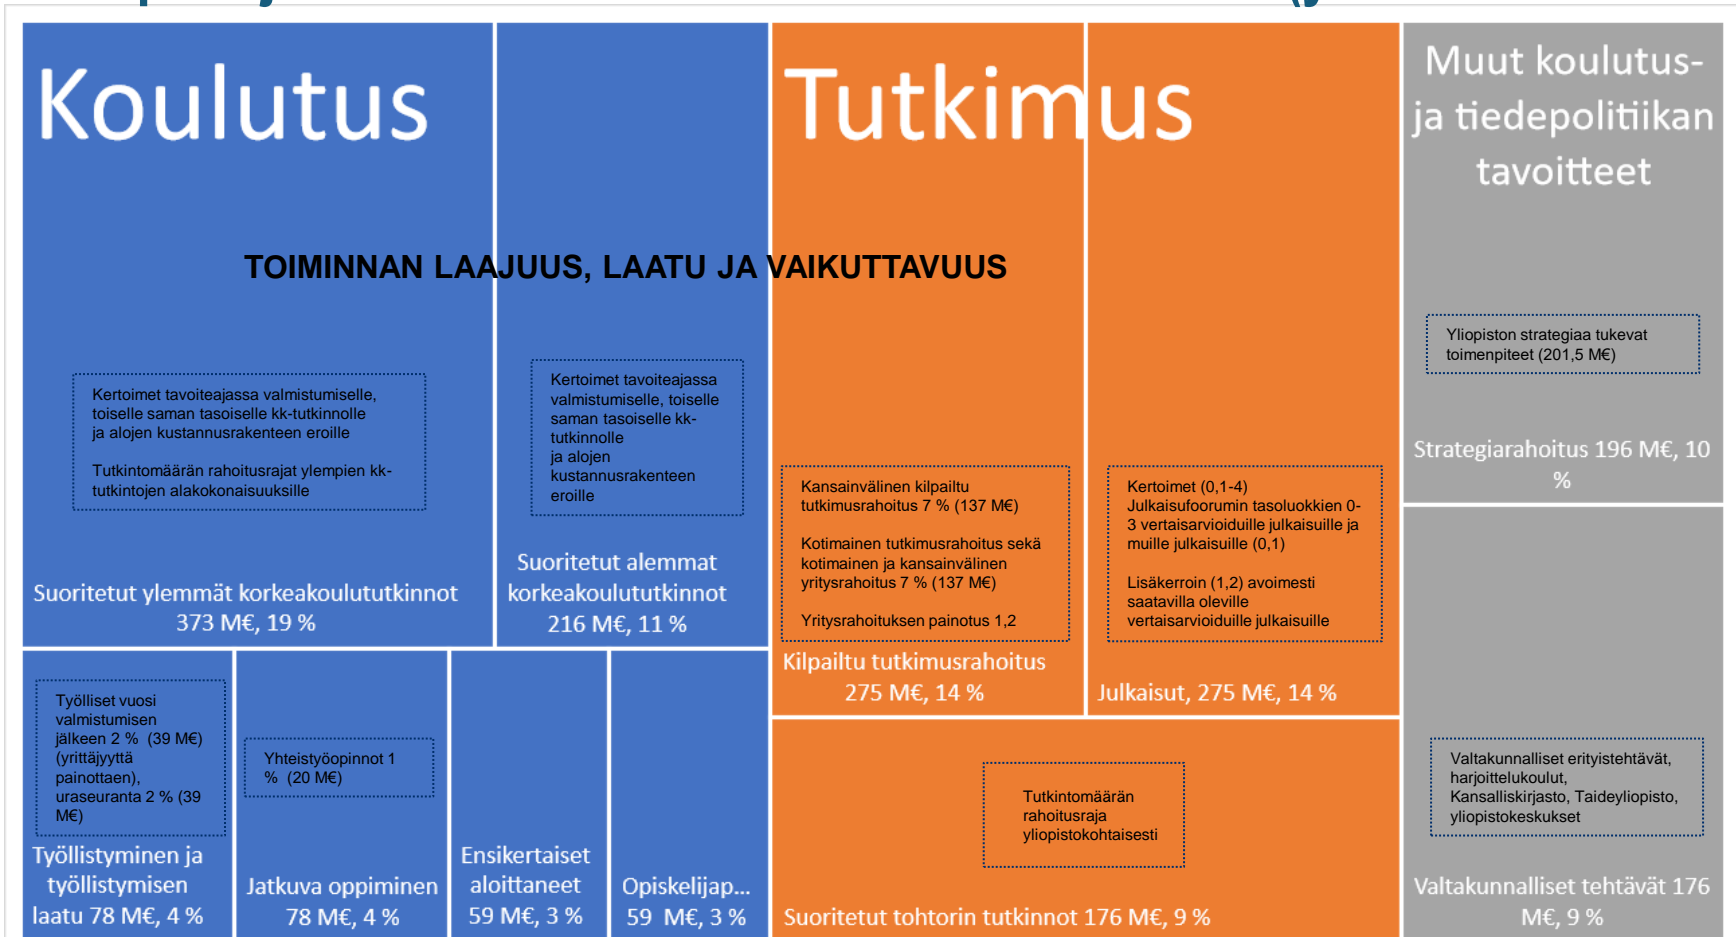 Koulutus
Tutkimus
Muut koulutus-
ja tiedepolitiikan
tavoitteet
TOIMINNAN LAAJUUS, LAATU JA VAIKUTTAVUUS
Kertoimet tavoiteajassa valmistumiselle,
toiselle saman tasoiselle kk-tutkinnolle
ja alojen kustannusrakenteen eroille
Tutkintomäärän rahoitusrajat ylempien kk-
tutkintojen alakokonaisuuksille
Suoritetut ylemmät korkeakoulututkinnot
373 M€, 19 %
Kertoimet tavoiteajassa
valmistumiselle, toiselle
saman tasoiselle kk-
tutkinnolle
ja alojen
kustannusrakenteen
eroille
Suoritetut alemmat
korkeakoulututkinnot
216 M€, 11 %
Kansainvälinen kilpailtu
tutkimusrahoitus 7 % (137 M€)
Kotimainen tutkimusrahoitus sekä
kotimainen ja kansainvälinen
yritysrahoitus 7 % (137 M€)
Yritysrahoituksen painotus 1,2
Kilpailtu tutkimusrahoitus
275 M€, 14 %
Kertoimet (0,1-4)
Julkaisufoorumin tasoluokkien 0-
3 vertaisarvioiduille julkaisuille ja
muille julkaisuille (0,1)
Lisäkerroin (1,2) avoimesti
saatavilla oleville
vertaisarvioiduille julkaisuille
Julkaisut, 275 M€, 14 %
Yliopiston strategiaa tukevat
toimenpiteet (201,5 M€)
Strategiarahoitus 196 M€, 10
%
Työlliset vuosi
valmistumisen
jälkeen 2 % (39 M€)
(yrittäjyyttä
painottaen),
uraseuranta 2 % (39
M€)
Työllistyminen ja
työllistymisen
laatu 78 M€, 4 %
Yhteistyöopinnot 1
% (20 M€)
Jatkuva oppiminen
78 M€, 4 %
Ensikertaiset
aloittaneet
59 M€, 3 %
Opiskelijap...
59 M€, 3 %
Tutkintomäärän
rahoitusraja
yliopistokohtaisesti
Suoritetut tohtorin tutkinnot 176 M€, 9 %
Valtakunnalliset erityistehtävät,
harjoittelukoulut,
Kansalliskirjasto, Taideyliopisto,
yliopistokeskukset
Valtakunnalliset tehtävät 176
M€, 9 %